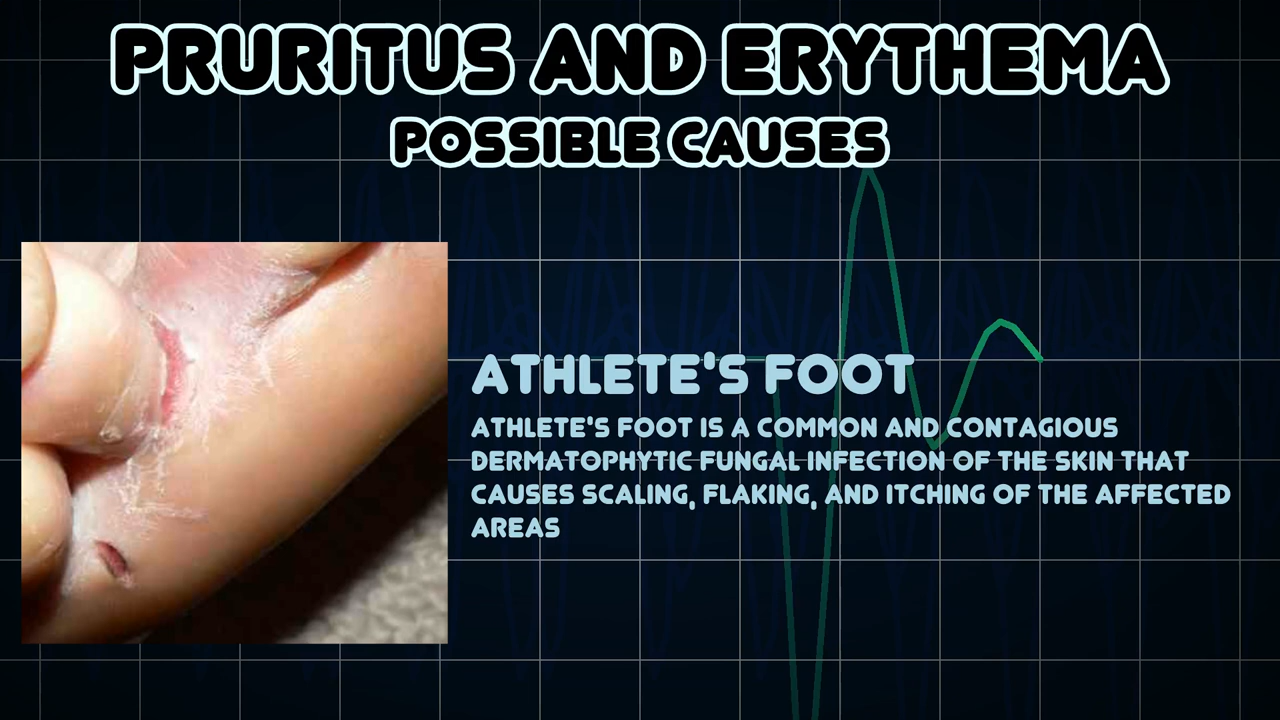 PRURITUS AND ERYTHEMA
POSSIBLE CAUSES
ATHLETE'S FOOT
ATHLETE'S FOOT IS A COMMON AND CONTAGIOUS
DERMATOPHYTIC FUNGAL INFECTION OF THE SKIN THAT
CAUSES SCALING, FLAKING, AND ITCHING OF THE AFFECTED
AREAS